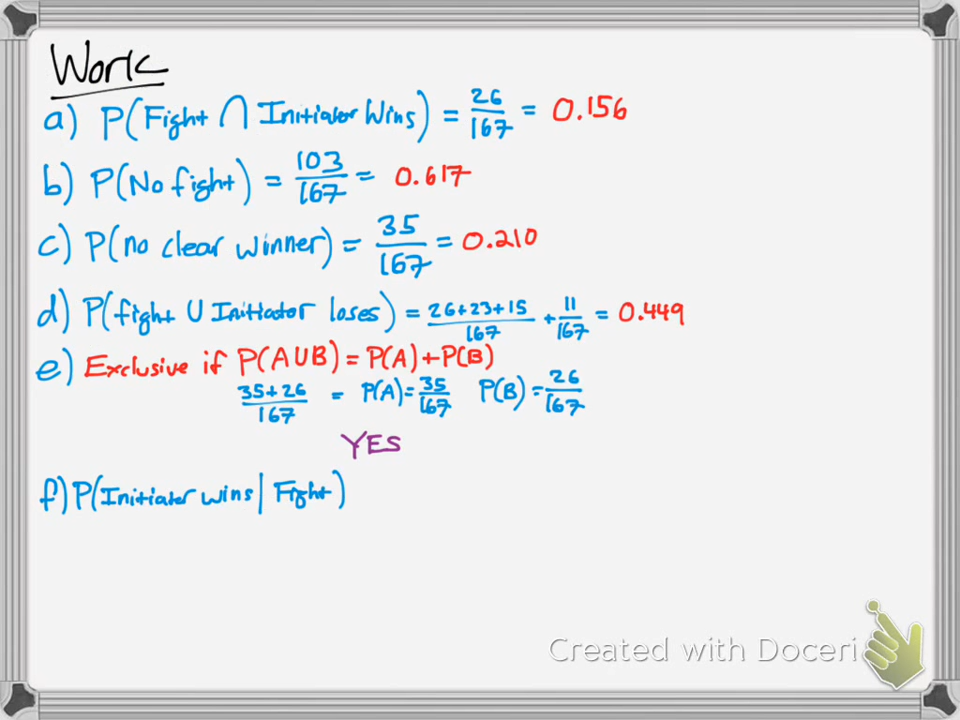 Work
a) P(Fight ∩ Initiator Wins) = 26/167 = 0.156
b) P(No fight) = 103/167 = 0.617
c) P(no clear winner) = 35/167 = 0.210
d) P(fight ∪ Initiator loses) = 26+23+15/167 + 11/167 = 0.449
e) Exclusive if P(A∪B) = P(A) + P(B)
35+26/167 = P(A) = 35/167 P(B) = 26/167
YES
f) P(Initiator wins | Fight)
Created with Doceri